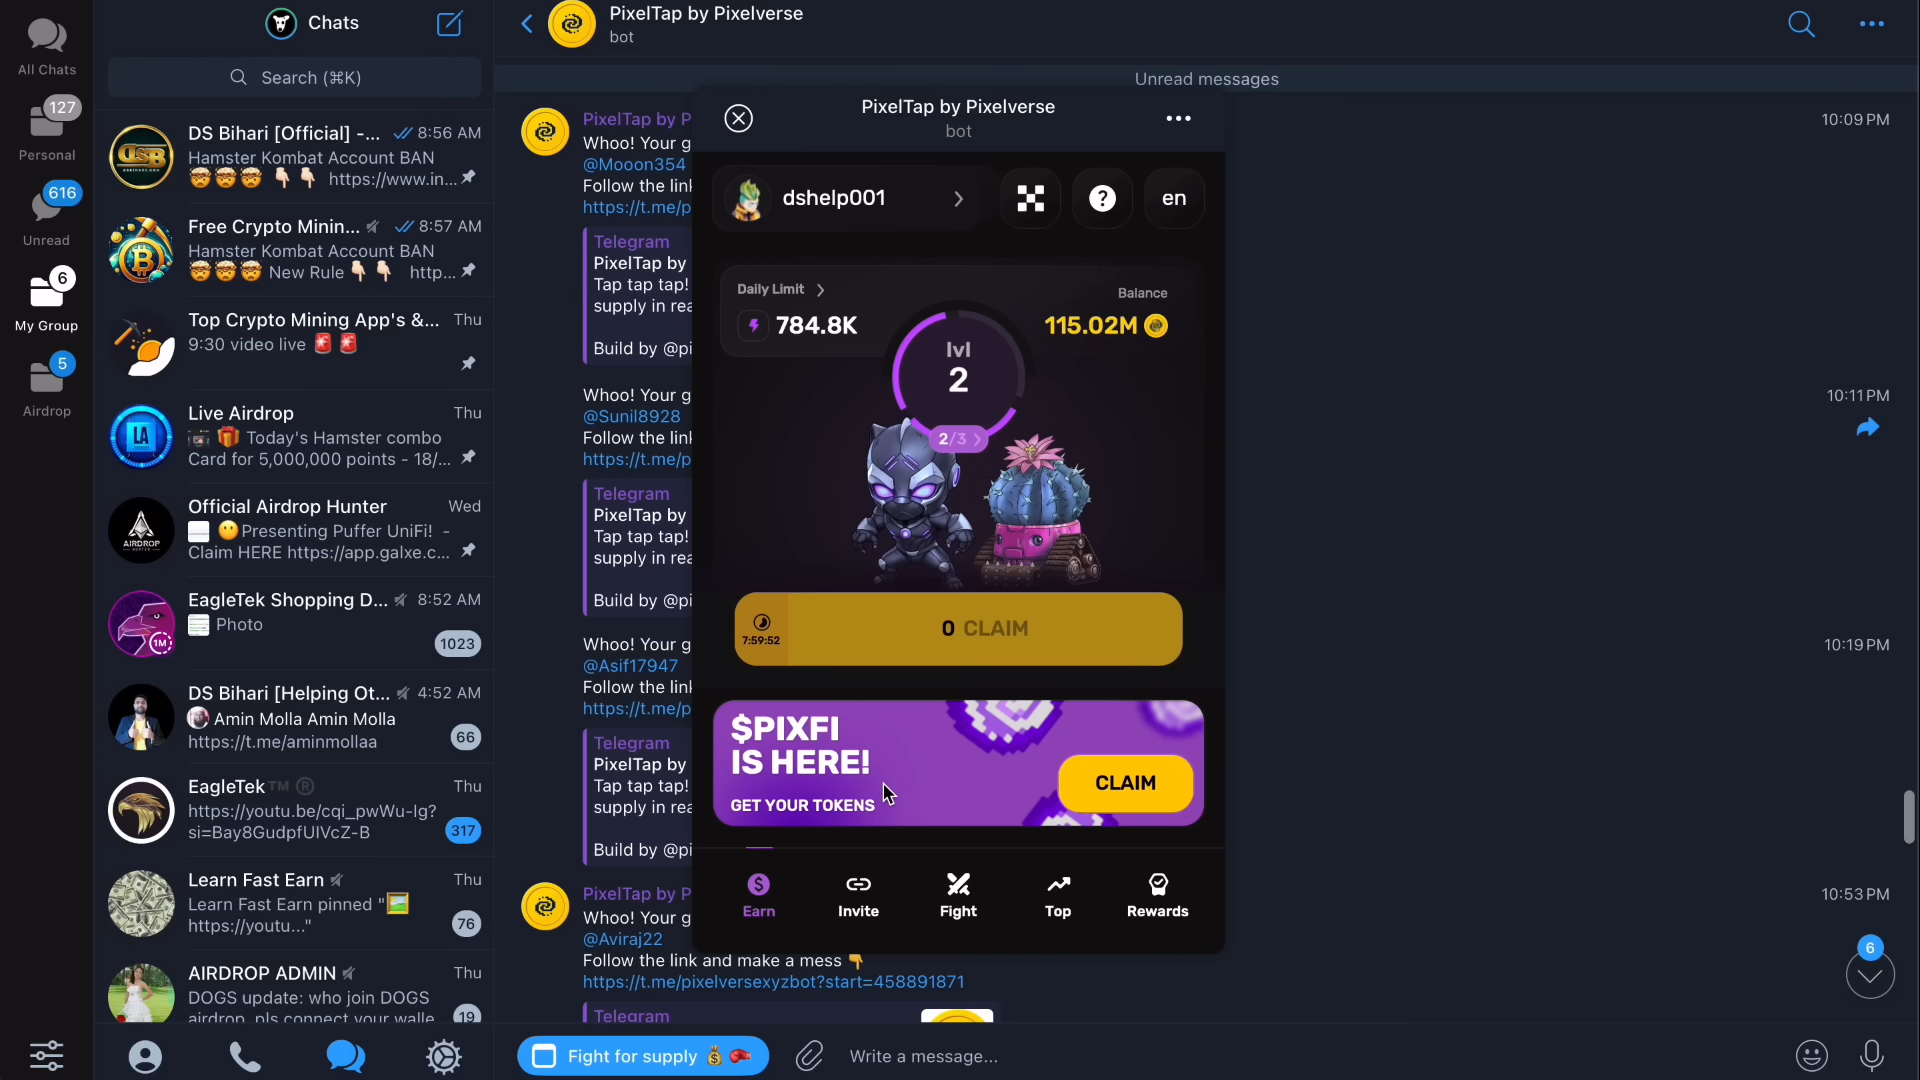 All Chats
127
Personal
616
Unread
6
My Group
5
Airdrop
Chats
Search (⌘K)
DS Bihari [Official] -... 8:56 AM
Hamster Kombat Account BAN
🤯🤯🤯 👇🏻👇🏻 https://www.in...
Free Crypto Minin... 8:57 AM
Hamster Kombat Account BAN
🤯🤯🤯 New Rule👇🏻👇🏻 http...
Top Crypto Mining App's &... Thu
9:30 video live 🚨🚨
Live Airdrop Thu
🎁 Today's Hamster combo
Card for 5,000,000 points - 18/...
Official Airdrop Hunter Wed
😶Presenting Puffer UniFi! -
Claim HERE https://app.galxe.c...
EagleTek Shopping D... 8:52 AM
Photo
1023
DS Bihari [Helping Ot... 4:52 AM
Amin Molla Amin Molla
https://t.me/aminmollaa
66
EagleTek™® Thu
https://youtu.be/cqi_pwWu-lg?
si=Bay8GudpfUIVcZ-B
317
Learn Fast Earn Thu
Learn Fast Earn pinned "🖼
https://youtu..."
76
AIRDROP ADMIN Thu
DOGS update: who join DOGS
airdrop, pls connect your walle
19
PixelTap by Pixelverse
bot
Unread messages
PixelTap by P
10:09 PM
Whoo! Your g
@Mooon354
Follow the link
https://t.me/p
Telegram
PixelTap by
Tap tap tap!
supply in rea
Build by @pi
Whoo! Your g
10:11 PM
@Sunil8928
Follow the link
https://t.me/p
Telegram
PixelTap by
Tap tap tap!
supply in rea
Build by @pi
Whoo! Your g
10:19 PM
@Asif17947
Follow the link
https://t.me/p
Telegram
PixelTap by
Tap tap tap!
supply in rea
Build by @pi
PixelTap by P
10:53 PM
Whoo! Your g
@Aviraj22
Follow the link and make a mess 👇
https://t.me/pixelversexyzbot?start=458891871
Telegram
6
Fight for supply 💰🥊
Write a message...
PixelTap by Pixelverse
bot
dshelp001
?
en
Daily Limit
784.8K
Balance
115.02M
lvl
2
2/3
7:59:52
0 CLAIM
$PIXFI
IS HERE!
GET YOUR TOKENS
CLAIM
Earn
Invite
Fight
Top
Rewards